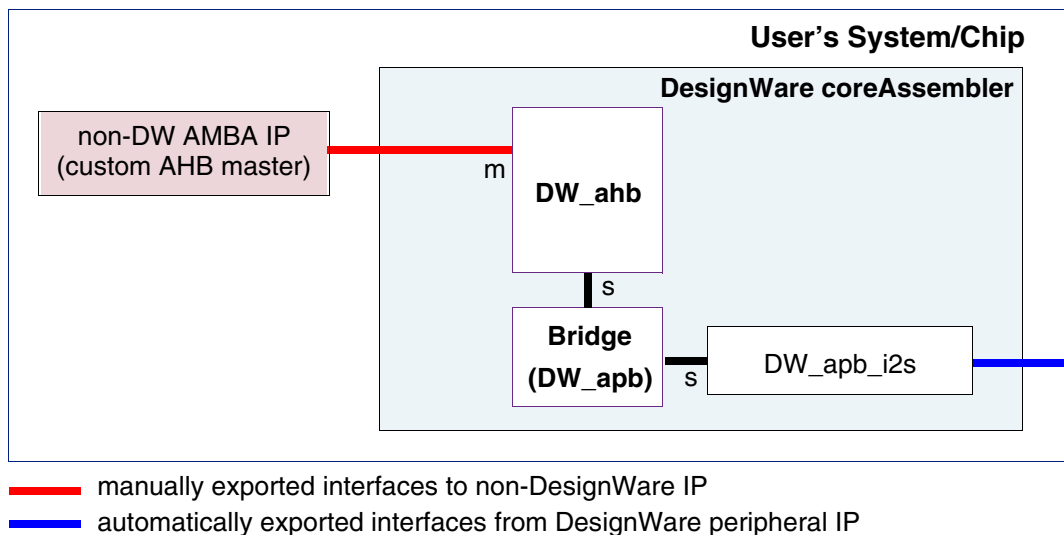 User's System/Chip
DesignWare coreAssembler
non-DW AMBA IP
(custom AHB master)
m
DW_ahb
s
Bridge
(DW_apb)
s
DW_apb_i2s
manually exported interfaces to non-DesignWare IP
automatically exported interfaces from DesignWare peripheral IP